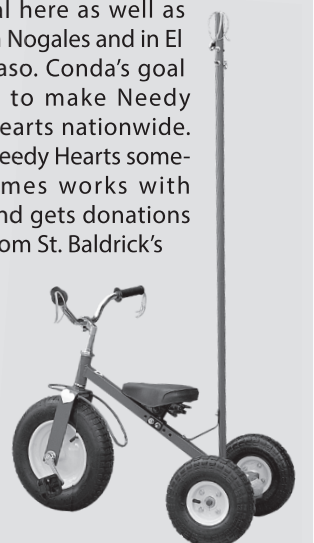 al here as well as
Nogales and in El
aso. Conda’s goal
to make Needy
earts nationwide.
eedy Hearts some-
mes works with
nd gets donations
om St. Baldrick’s